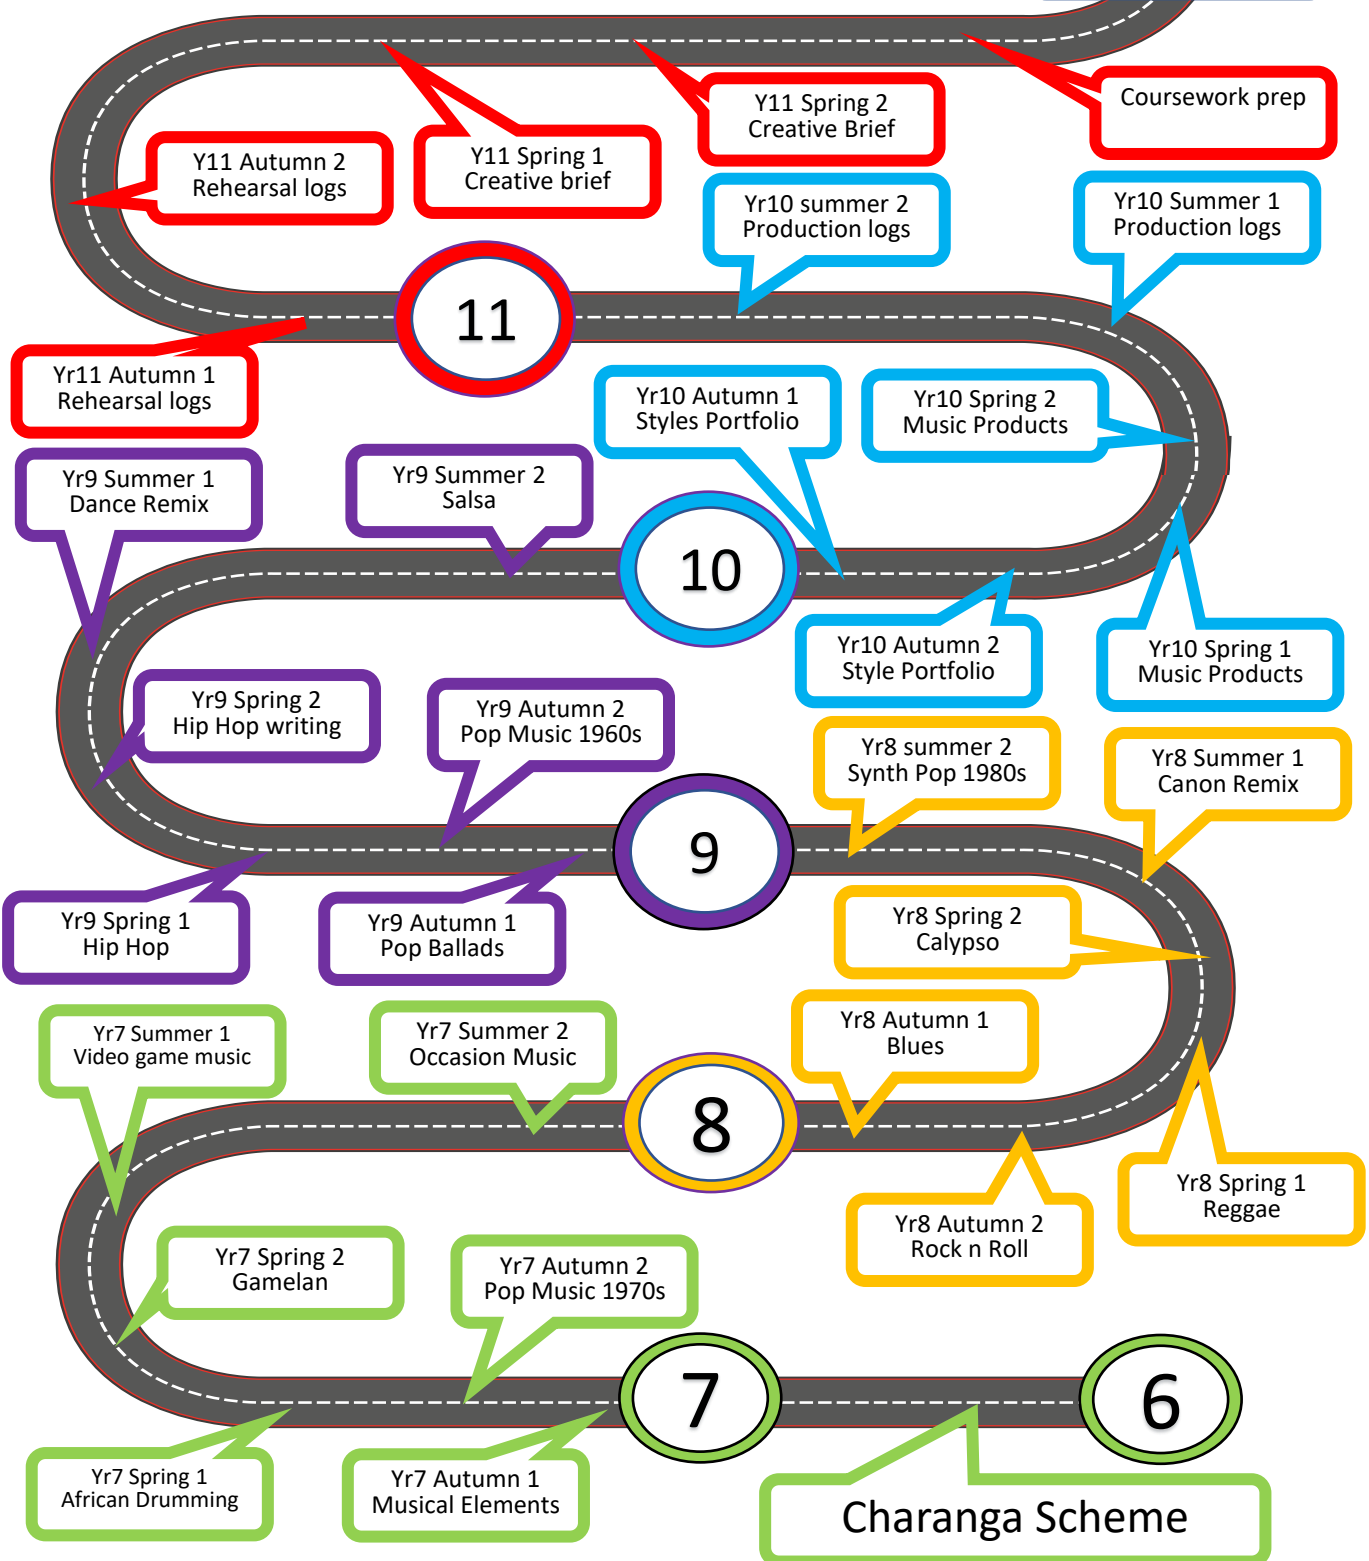 Coursework prep
Y11 Spring 2
Creative Brief
Y11 Spring 1
Creative brief
Y11 Autumn 2
Rehearsal logs
Yr10 summer 2
Production logs
Yr10 Summer 1
Production logs
11
Yr11 Autumn 1
Rehearsal logs
Yr10 Autumn 1
Styles Portfolio
Yr10 Spring 2
Music Products
Yr9 Summer 1
Dance Remix
Yr9 Summer 2
Salsa
10
Yr10 Autumn 2
Style Portfolio
Yr10 Spring 1
Music Products
Yr9 Spring 2
Hip Hop writing
Yr9 Autumn 2
Pop Music 1960s
Yr8 summer 2
Synth Pop 1980s
Yr8 Summer 1
Canon Remix
9
Yr9 Spring 1
Hip Hop
Yr9 Autumn 1
Pop Ballads
Yr8 Spring 2
Calypso
Yr7 Summer 1
Video game music
Yr7 Summer 2
Occasion Music
Yr8 Autumn 1
Blues
8
Yr8 Autumn 2
Rock n Roll
Yr8 Spring 1
Reggae
Yr7 Spring 2
Gamelan
Yr7 Autumn 2
Pop Music 1970s
7
6
Yr7 Spring 1
African Drumming
Yr7 Autumn 1
Musical Elements
Charanga Scheme